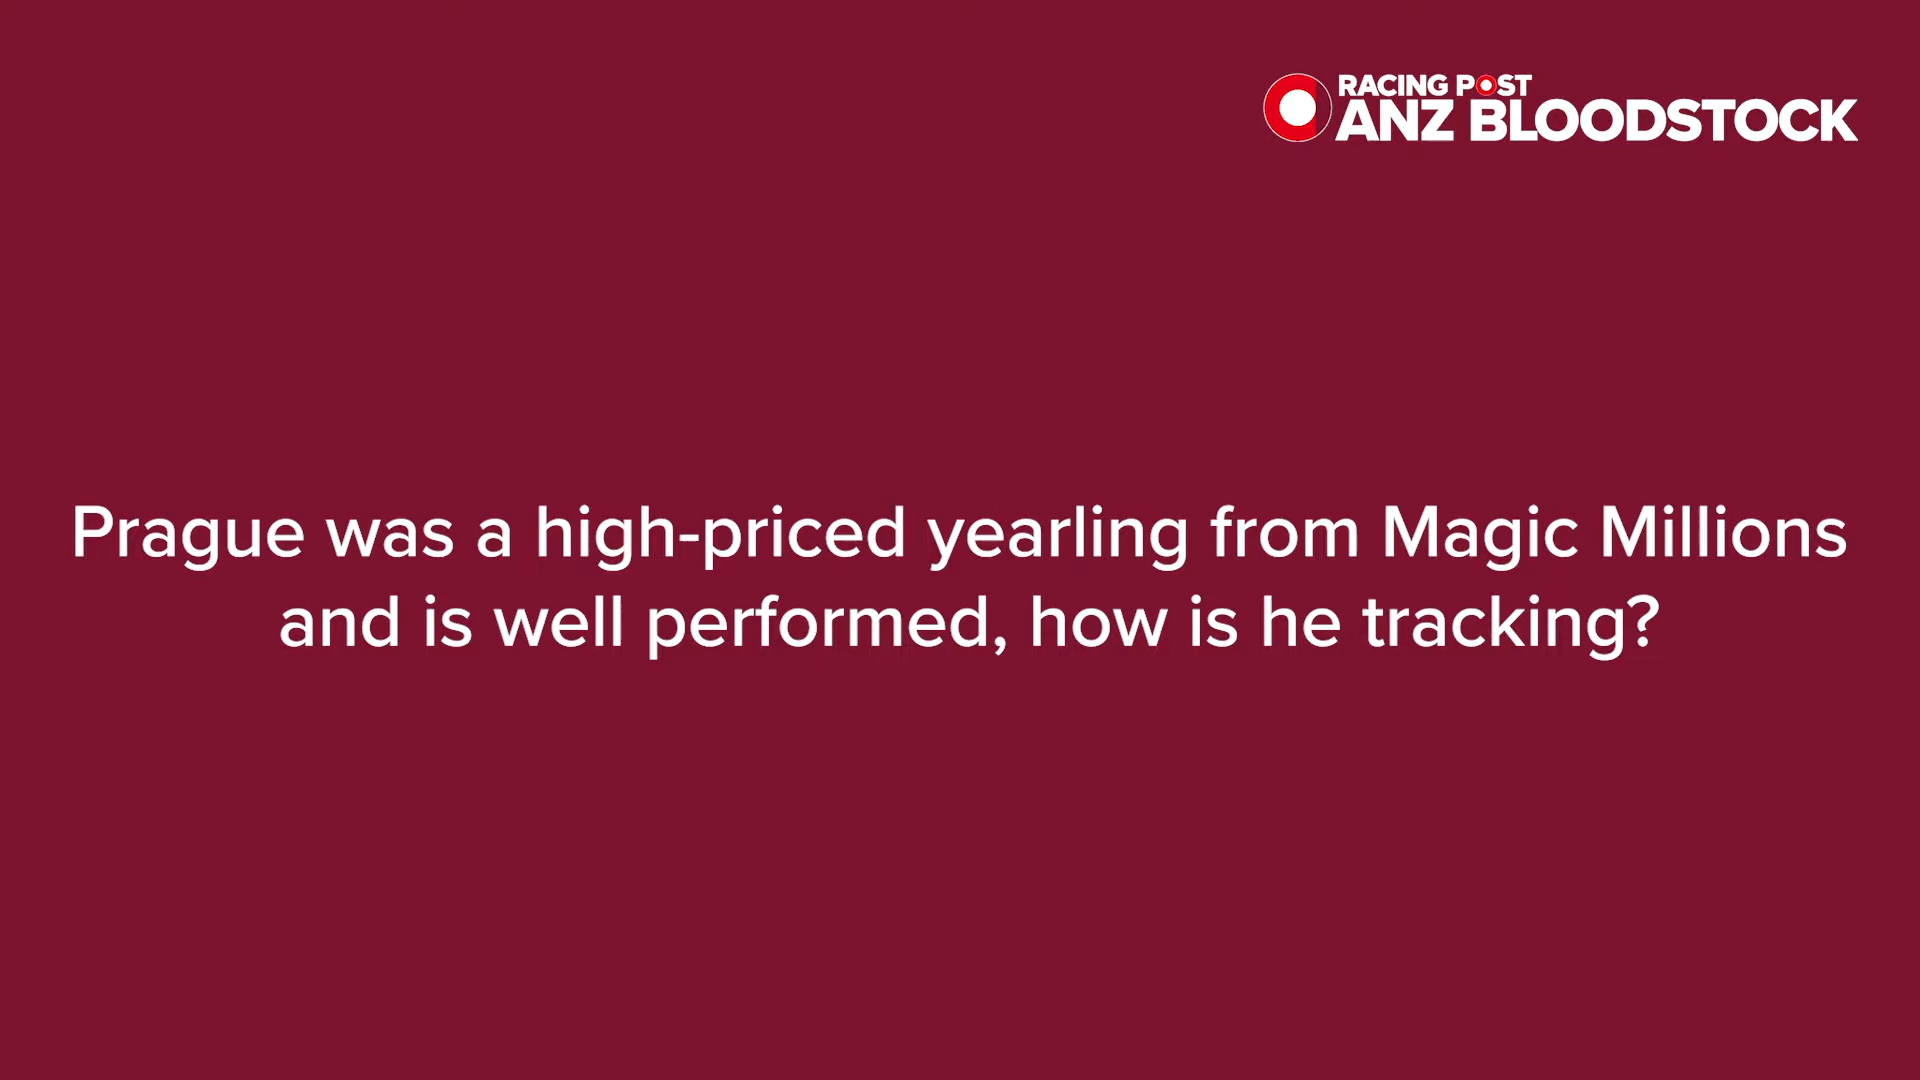 RACING POST
ANZ BLOODSTOCK
Prague was a high-priced yearling from Magic Millions
and is well performed, how is he tracking?